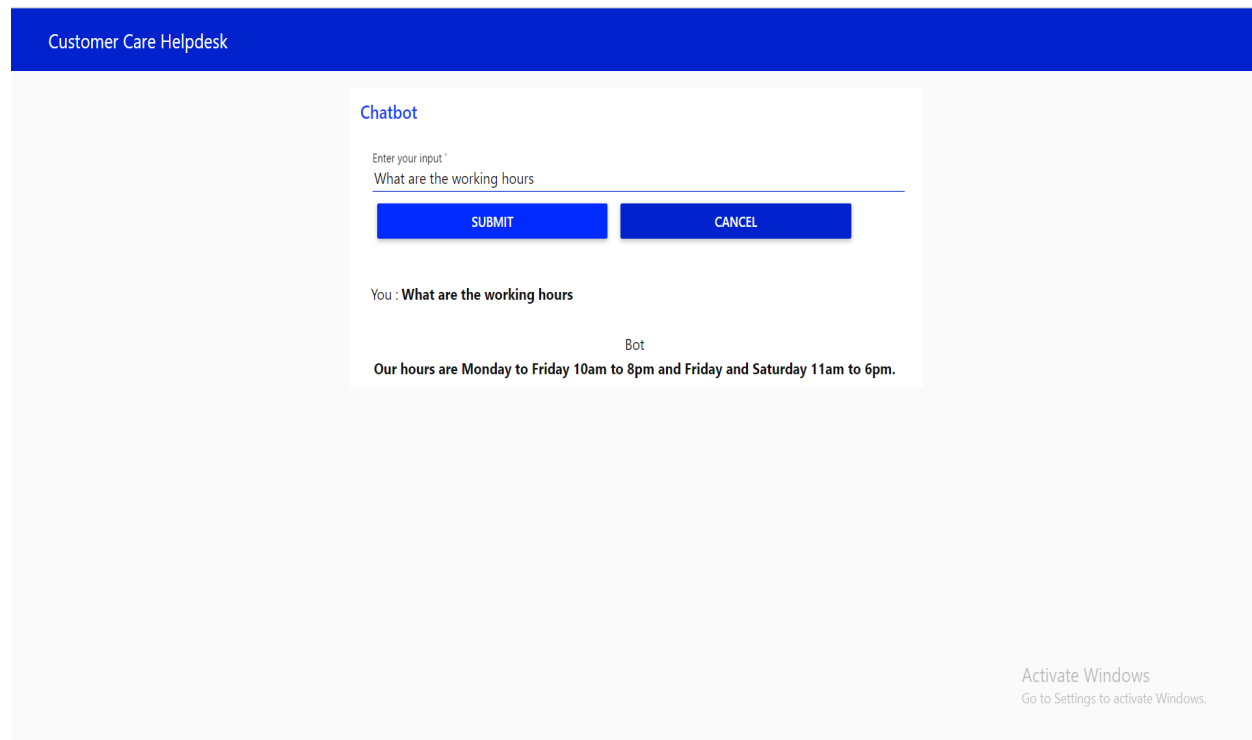 Customer Care Helpdesk
Chatbot
Enter your input *
What are the working hours
SUBMIT CANCEL
You : What are the working hours
Bot
Our hours are Monday to Friday 10am to 8pm and Friday and Saturday 11am to 6pm.
Activate Windows
Go to Settings to activate Windows.